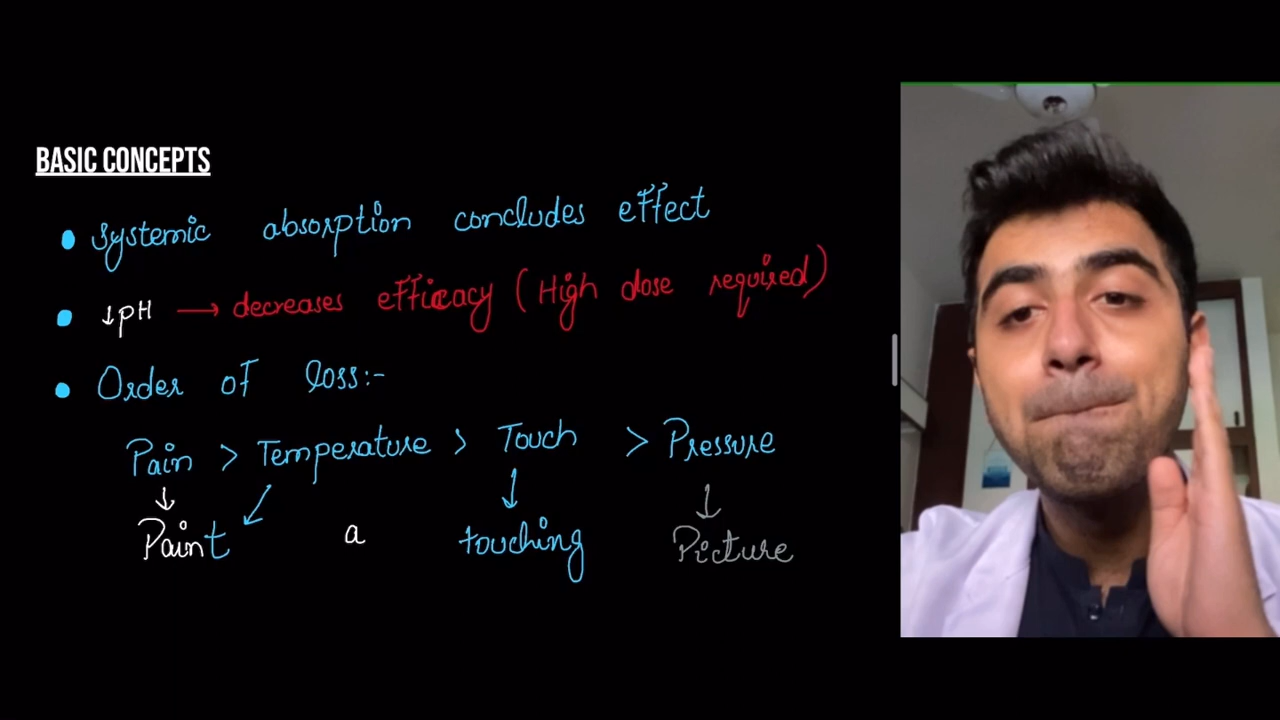 BASIC CONCEPTS
• Systemic absorption concludes effect
• ↓pH → decreases efficacy (High dose required)
• Order of loss:-
Pain > Temperature > Touch > Pressure
Paint a touching Picture